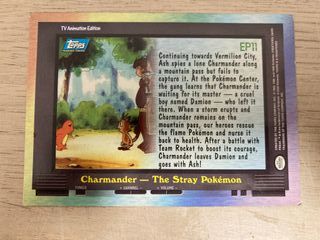 TV Animation Edition
Topps
EP11
Continuing towards Vermilion City,
Ash spies a lone Charmander along
a mountain pass but fails to
capture it. At the Pokémon Center,
the gang learns that Charmander is
waiting for its master — a cruel
boy named Damion — who left it
there. When a storm erupts and
Charmander remains on the
mountain pass, our heroes rescue
the flame Pokémon and nurse it
back to health. After a battle with
Team Rocket to boost its courage,
Charmander leaves Damion and
goes with Ash!
Charmander — The Stray Pokémon